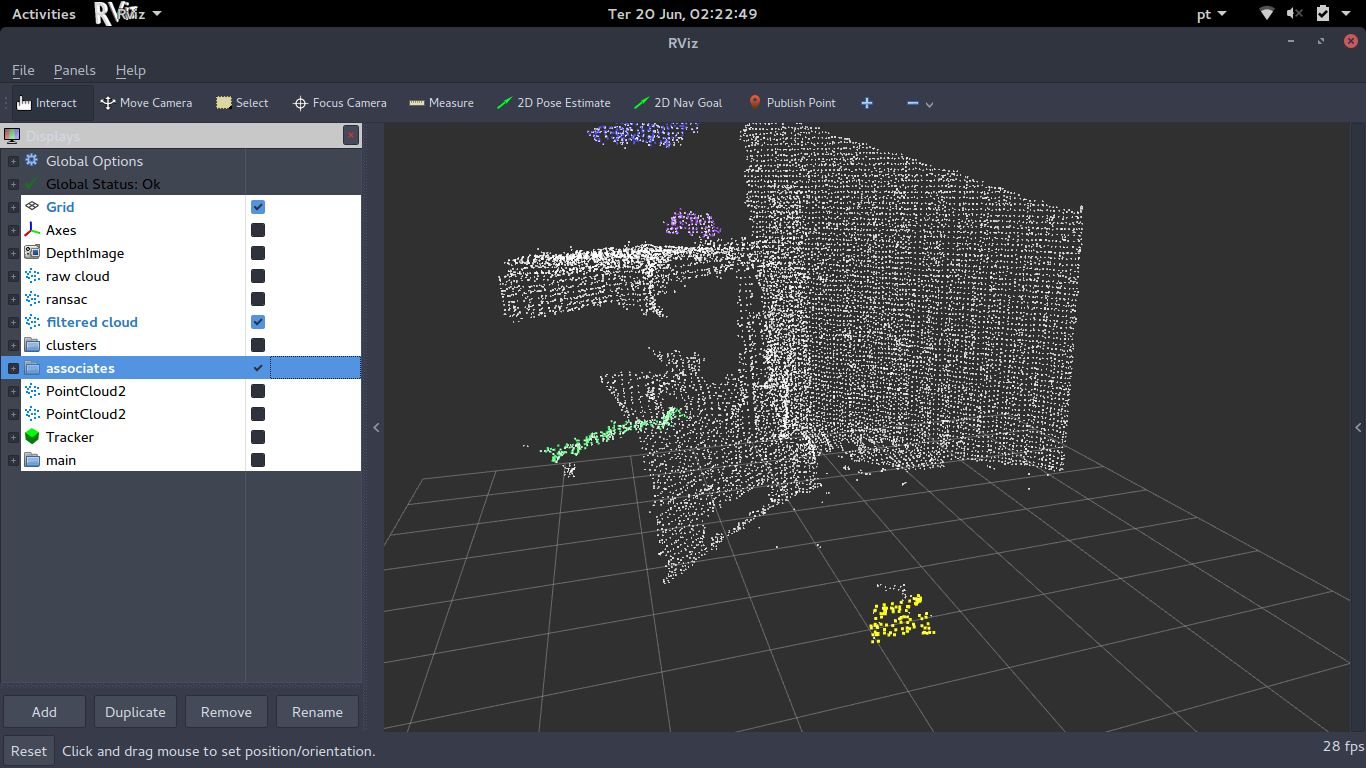 Activities RViz Ter 20 Jun, 02:22:49 pt
RViz
File Panels Help
Interact Move Camera Select Focus Camera Measure 2D Pose Estimate 2D Nav Goal Publish Point
Displays
Global Options
Global Status: Ok
Grid
Axes
DepthImage
raw cloud
ransac
filtered cloud
clusters
associates
PointCloud2
PointCloud2
Tracker
main
Add Duplicate Remove Rename
Reset Click and drag mouse to set position/orientation. 28 fps